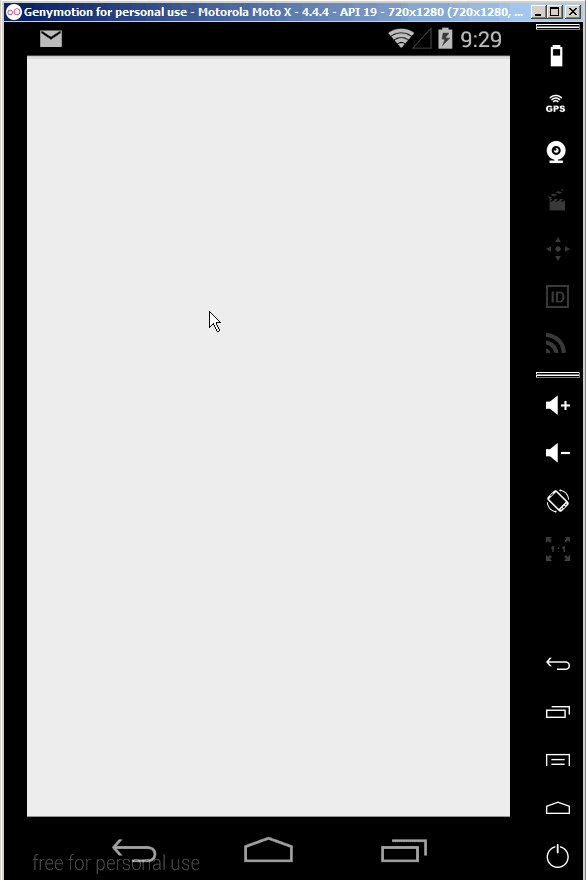 Genymotion for personal use - Motorola Moto X - 4.4.4 - API 19 - 720x1280 (720x1280, ...
9:29
GPS
ID
1:1
free for personal use